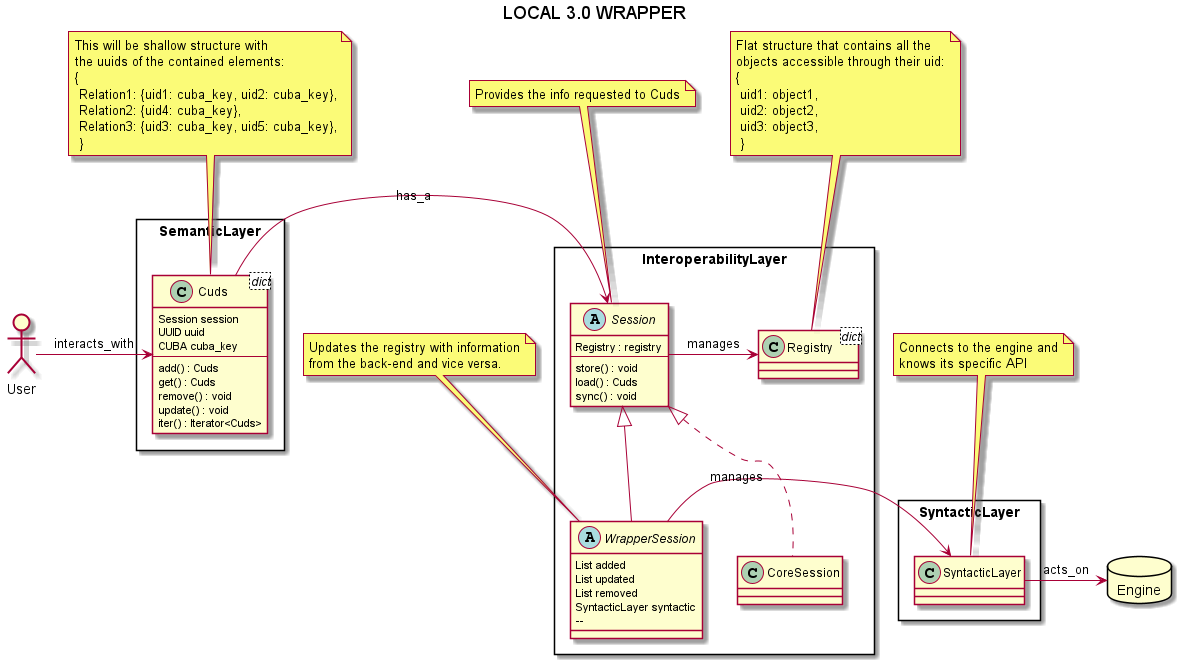 LOCAL 3.0 WRAPPER
This will be shallow structure with
the uuids of the contained elements:
{
Relation1: {uid1: cuba_key, uid2: cuba_key},
Relation2: {uid4: cuba_key},
Relation3: {uid3: cuba_key, uid5: cuba_key},
}
Provides the info requested to Cuds
Flat structure that contains all the
objects accessible through their uid:
{
uid1: object1,
uid2: object2,
uid3: object3,
}
has_a
SemanticLayer
C Cuds
dict
Session session
UUID uuid
CUBA cuba_key
add() : Cuds
get() : Cuds
remove() : void
update() : void
iter() : Iterator<Cuds>
User
interacts_with
InteroperabilityLayer
A Session
Registry : registry
store() : void
load() : Cuds
sync() : void
manages
C Registry
dict
Updates the registry with information
from the back-end and vice versa.
Connects to the engine and
knows its specific API
manages
A WrapperSession
List added
List updated
List removed
SyntacticLayer syntactic
--
C CoreSession
SyntacticLayer
C SyntacticLayer
acts_on
Engine